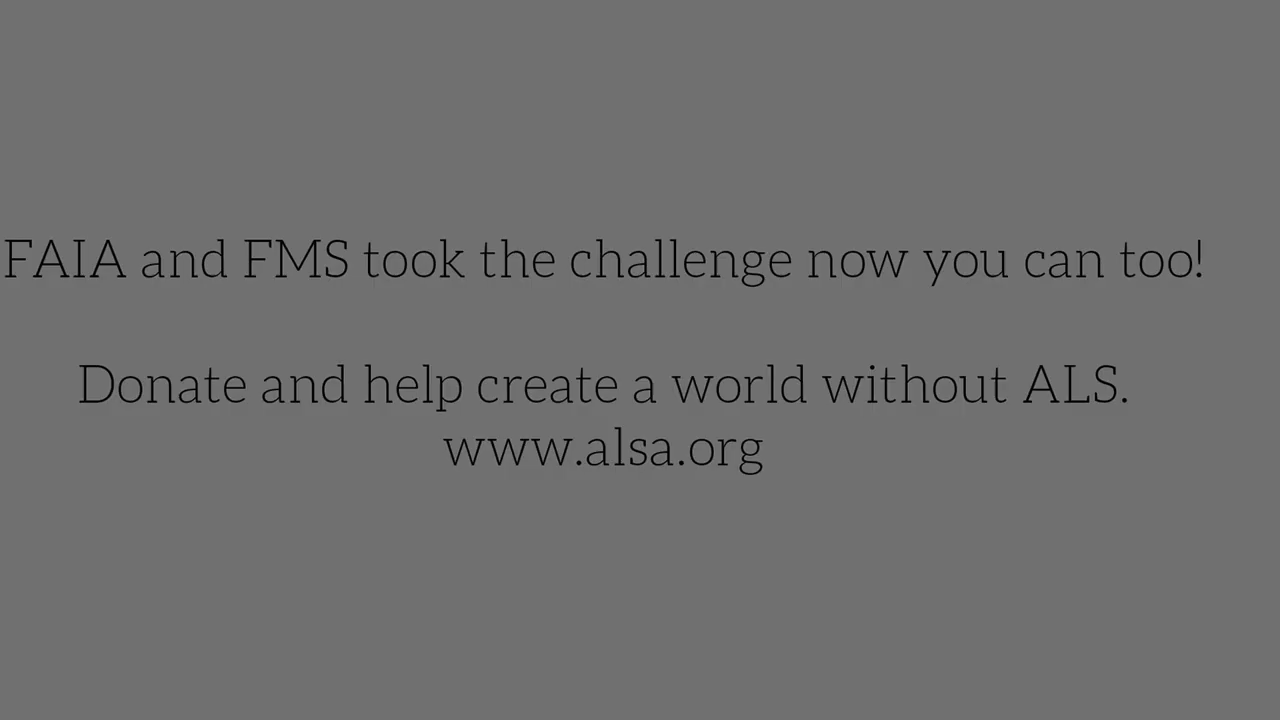 FAIA and FMS took the challenge now you can too!
Donate and help create a world without ALS.
www.alsa.org